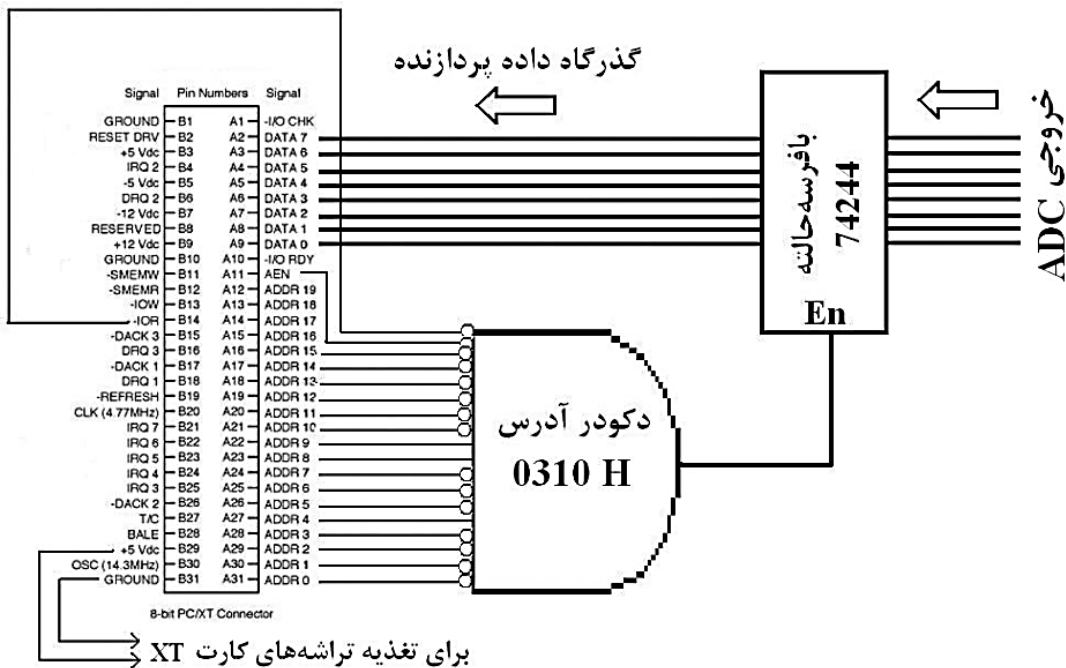 گذرگاه داده پردازنده
خروجی ADC
بافرسه‌حالته
74244
En
Signal Pin Numbers Signal
GROUND B1 A1 -I/O CHK
RESET DRV B2 A2 DATA 7
+5 Vdc B3 A3 DATA 6
IRQ 2 B4 A4 DATA 5
-5 Vdc B5 A5 DATA 4
DRQ 2 B6 A6 DATA 3
-12 Vdc B7 A7 DATA 2
RESERVED B8 A8 DATA 1
+12 Vdc B9 A9 DATA 0
GROUND B10 A10 -I/O RDY
-SMEMW B11 A11 AEN
-SMEMR B12 A12 ADDR 19
-IOW B13 A13 ADDR 18
-IOR B14 A14 ADDR 17
-DACK 3 B15 A15 ADDR 16
DRQ 3 B16 A16 ADDR 15
-DACK 1 B17 A17 ADDR 14
DRQ 1 B18 A18 ADDR 13
-REFRESH B19 A19 ADDR 12
CLK (4.77MHz) B20 A20 ADDR 11
IRQ 7 B21 A21 ADDR 10
IRQ 6 B22 A22 ADDR 9
IRQ 5 B23 A23 ADDR 8
IRQ 4 B24 A24 ADDR 7
IRQ 3 B25 A25 ADDR 6
-DACK 2 B26 A26 ADDR 5
T/C B27 A27 ADDR 4
BALE B28 A28 ADDR 3
+5 Vdc B29 A29 ADDR 2
OSC (14.3MHz) B30 A30 ADDR 1
GROUND B31 A31 ADDR 0
8-bit PC/XT Connector
دکودر آدرس
0310 H
برای تغذیه تراشه‌های کارت XT